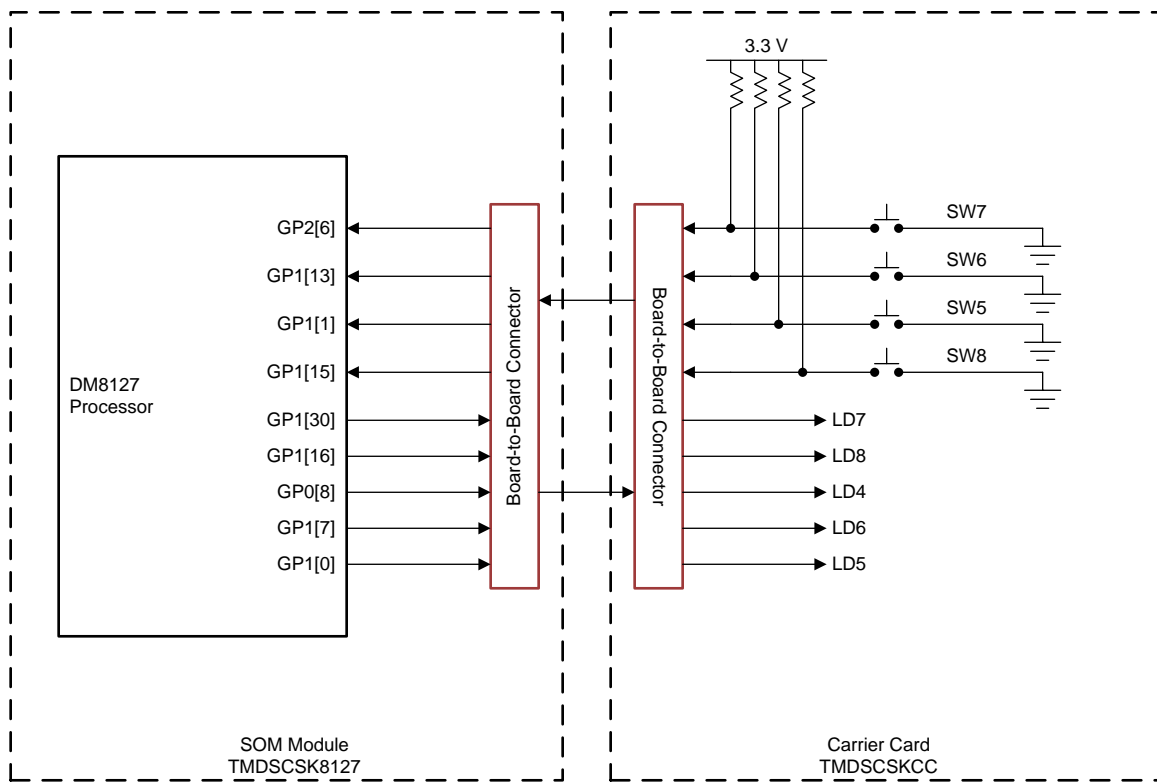 3.3 V
GP2[6]
GP1[13]
GP1[1]
GP1[15]
GP1[30]
GP1[16]
GP0[8]
GP1[7]
GP1[0]
DM8127
Processor
Board-to-Board Connector
Board-to-Board Connector
SW7
SW6
SW5
SW8
LD7
LD8
LD4
LD6
LD5
SOM Module
TMDSCSK8127
Carrier Card
TMDSCSKCC